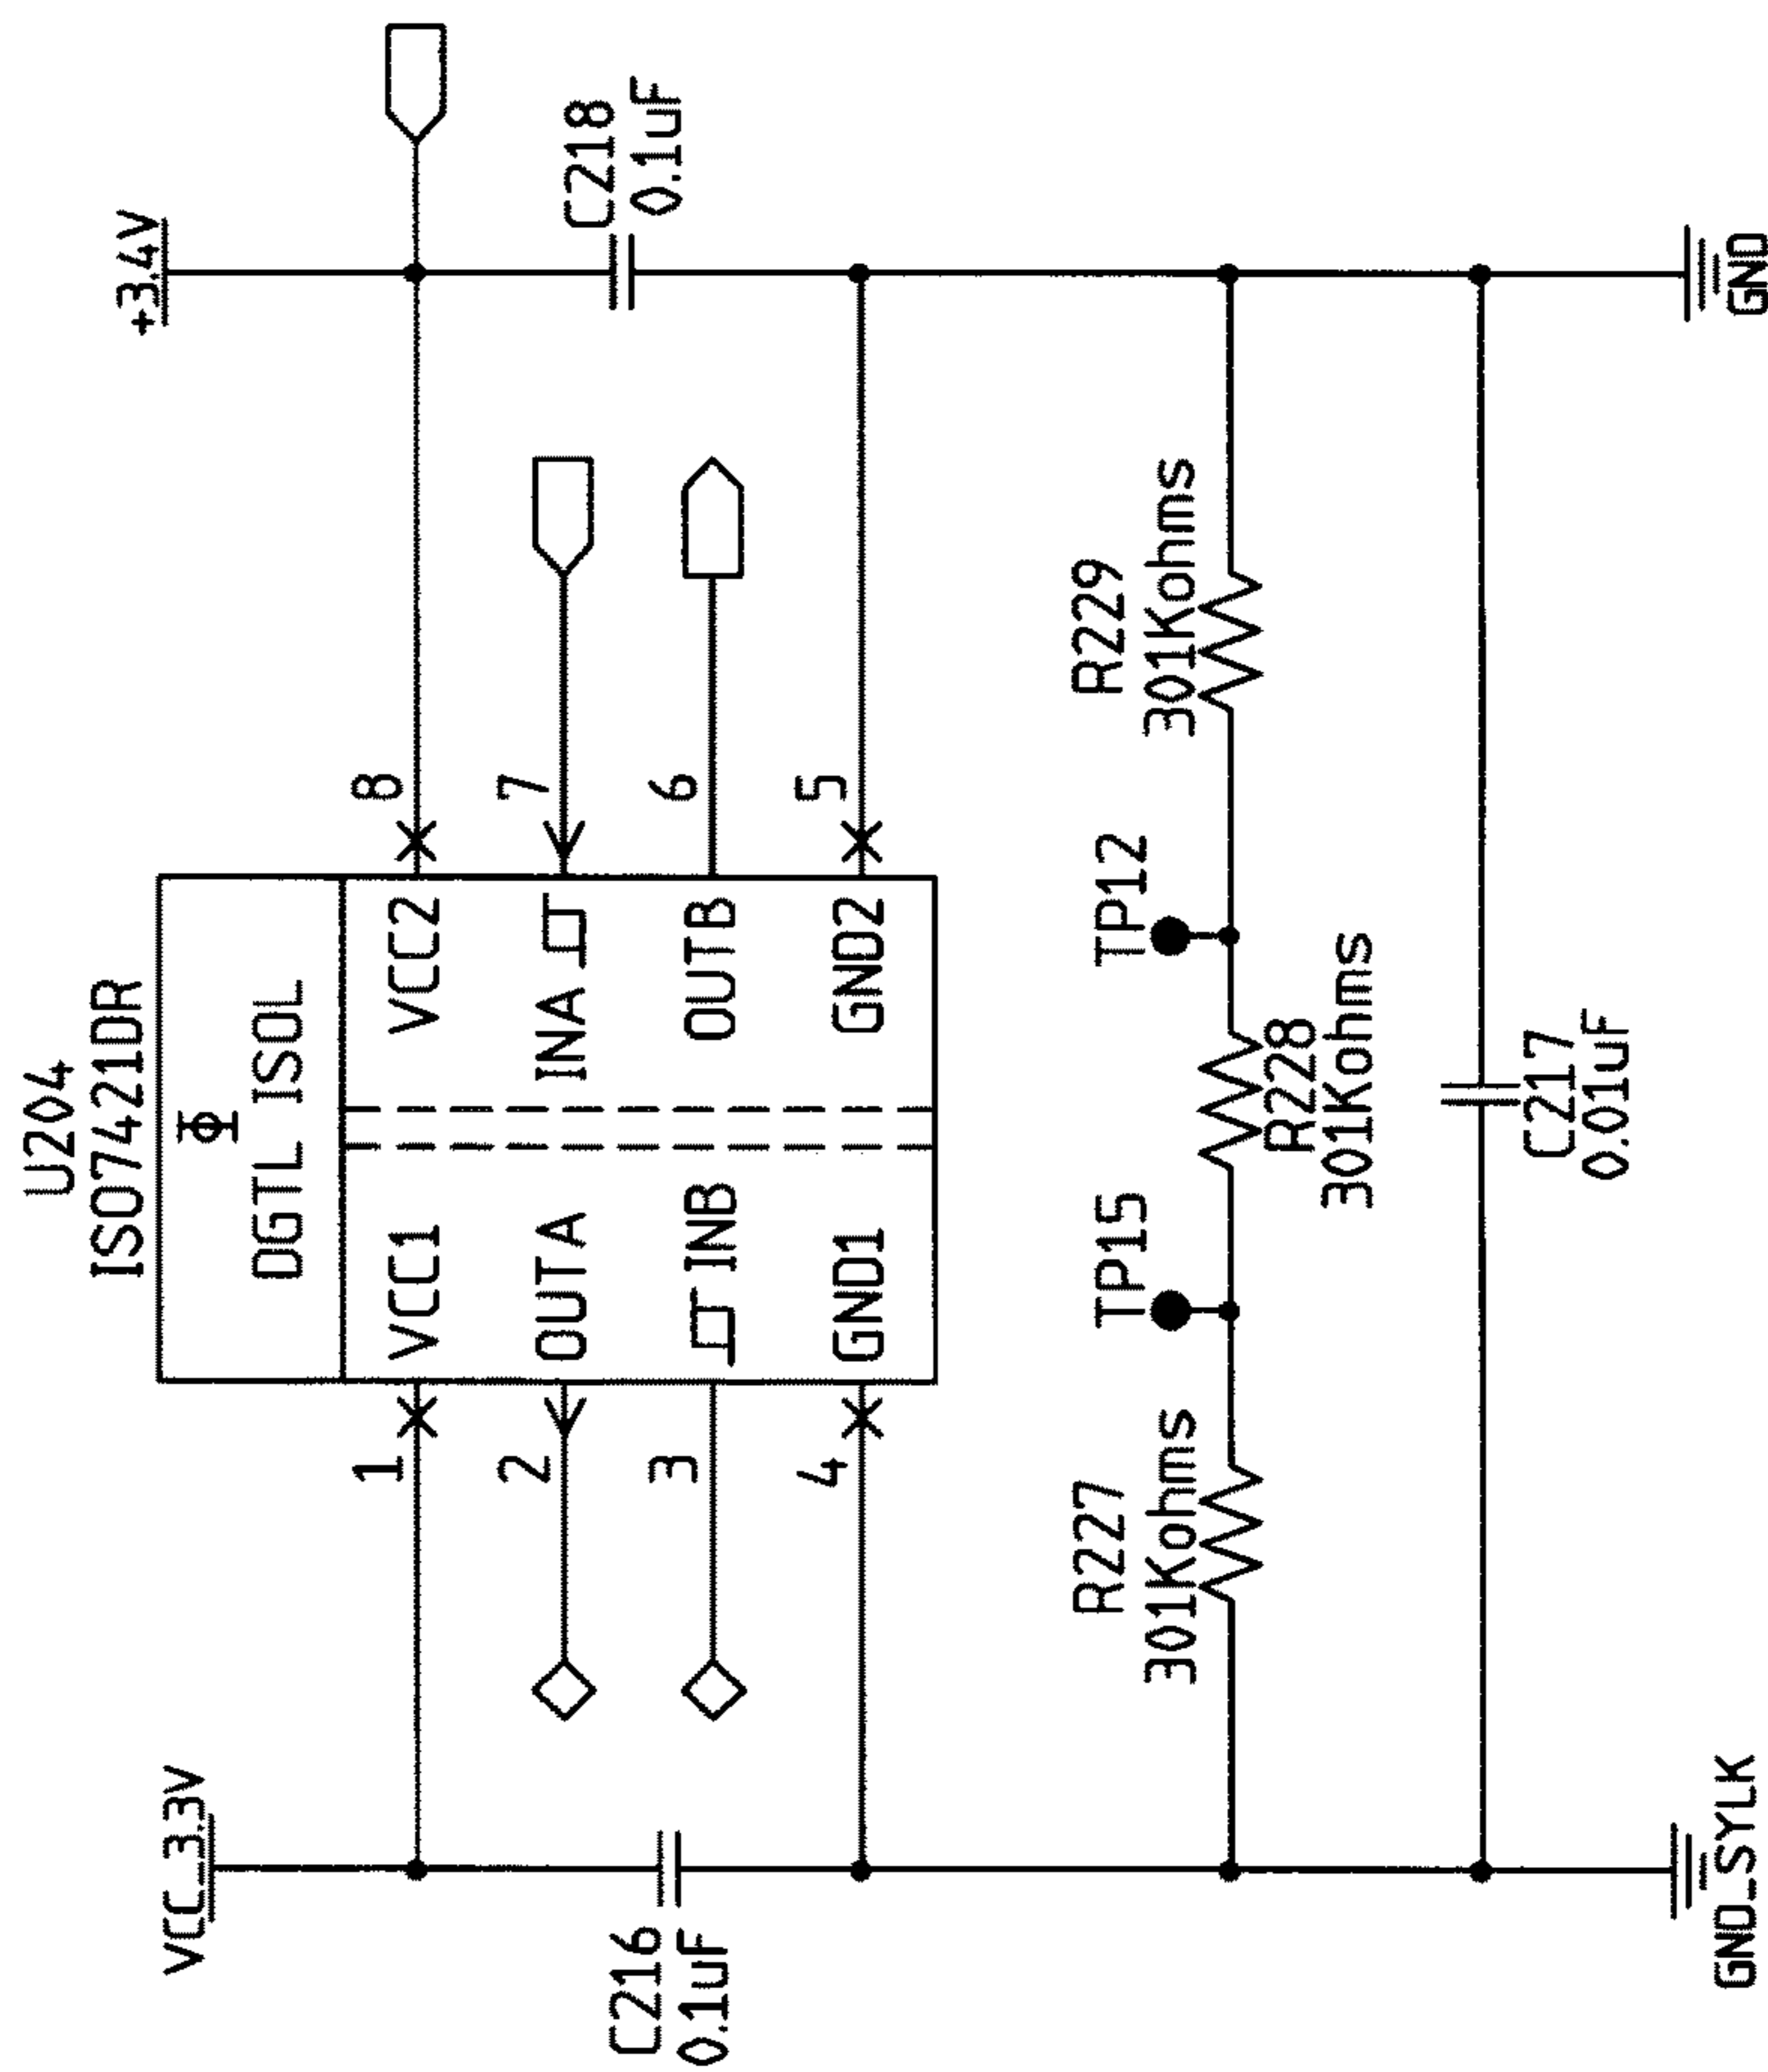 U204
ISO7421DR
DGTL ISOL
VCC_3.3V
+3.4V
1
VCC1
VCC2
8
2
OUTA
INA
7
3
INB
OUTB
6
4
GND1
GND2
5
C216
0.1uF
C218
0.1uF
R227
301Kohms
TP15
TP12
R229
301Kohms
R228
301Kohms
C217
0.01uF
GND_SYLK
GND